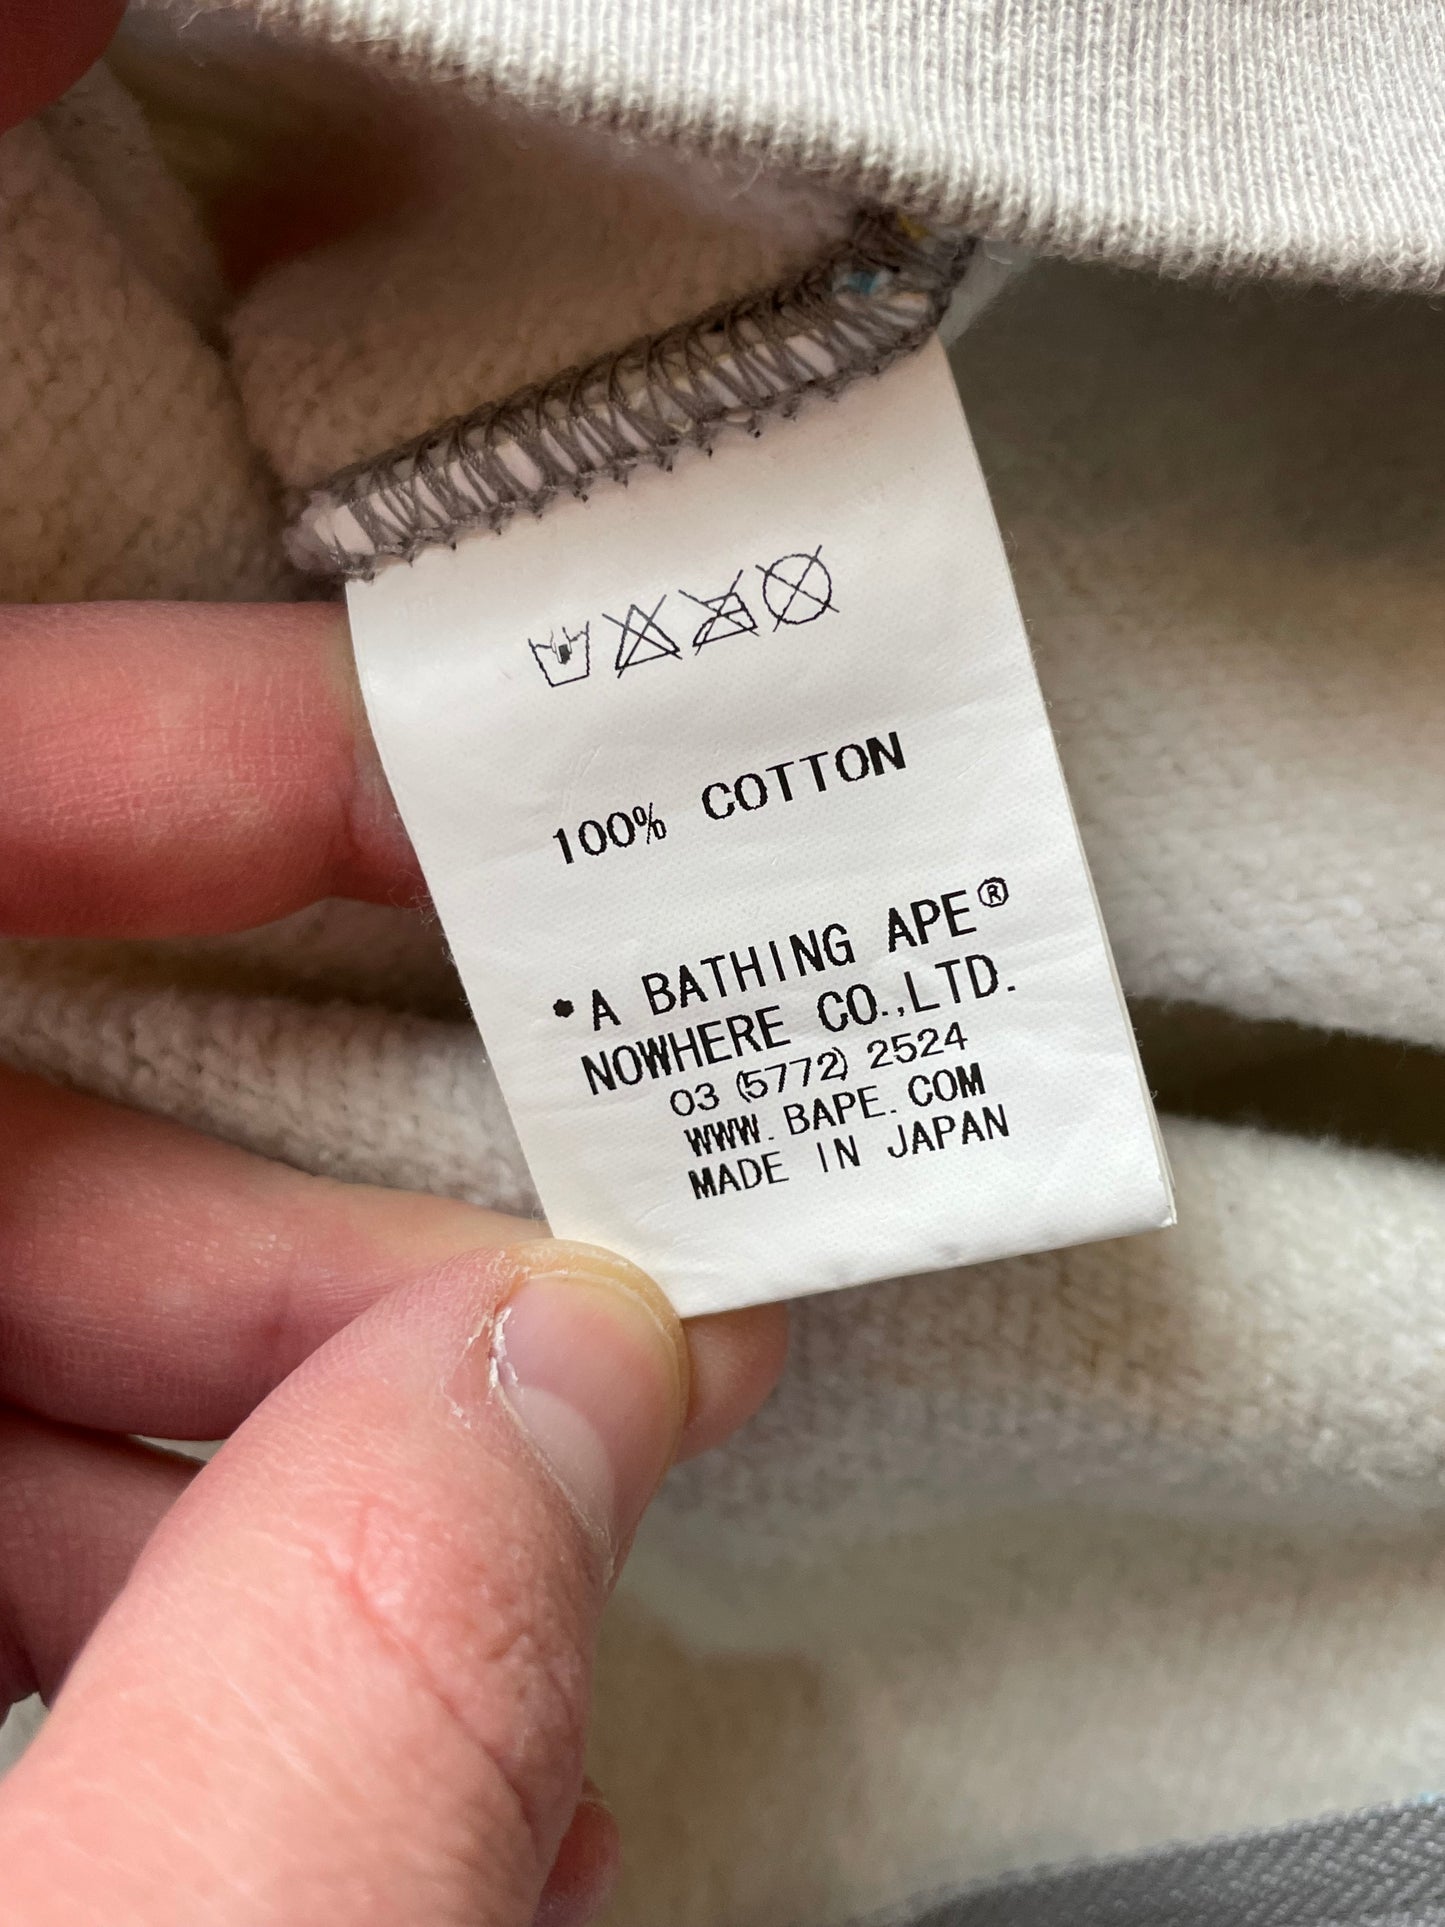 100% COTTON
*A BATHING APE®
NOWHERE CO.,LTD.
03 (5772) 2524
WWW.BAPE.COM
MADE IN JAPAN